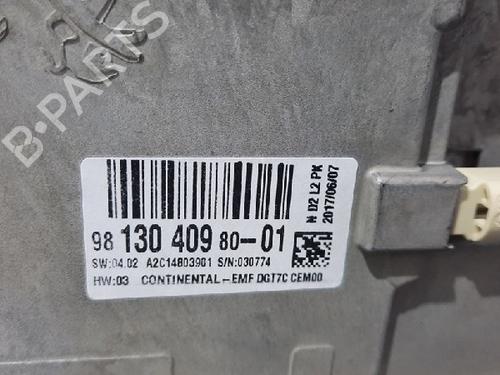 B-PARTS
98 130 409 80-01
SW:04.02 A2C14803901 S/N:030774
HW:03 CONTINENTAL-EMF DGT7C CEM00
N D2 L2 PK
2017/06/07